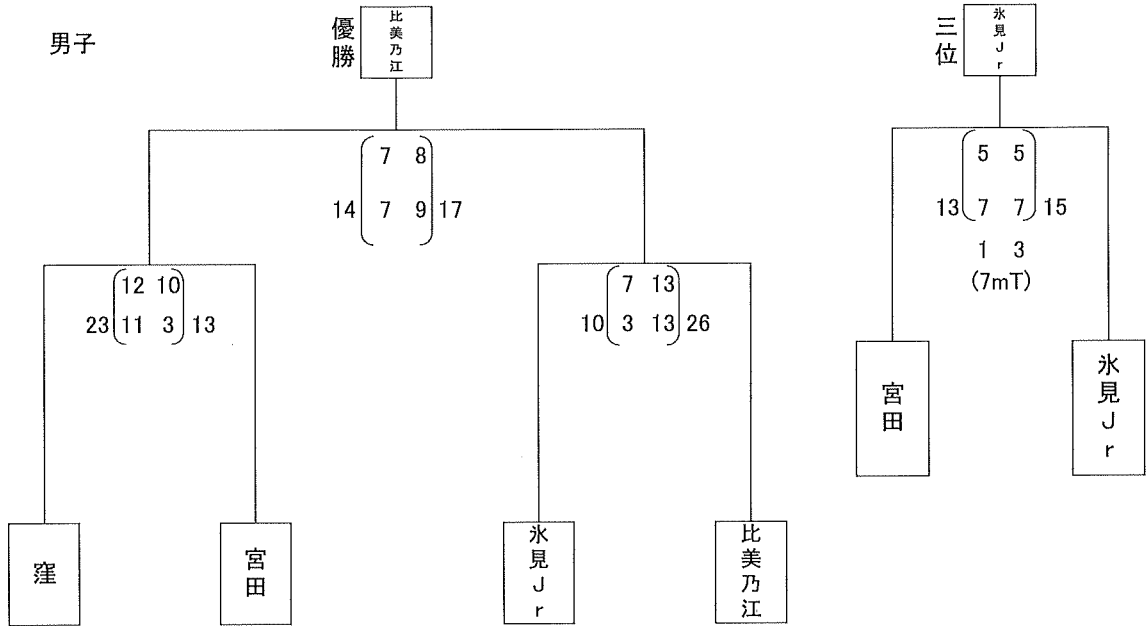 男子
優勝
比美乃江
三位
氷見Jr
7 8
14 7 9 17
5 5
13 7 7 15
1 3
(7mT)
12 10
23 11 3 13
7 13
10 3 13 26
宮田
氷見Jr
窪
宮田
氷見Jr
比美乃江